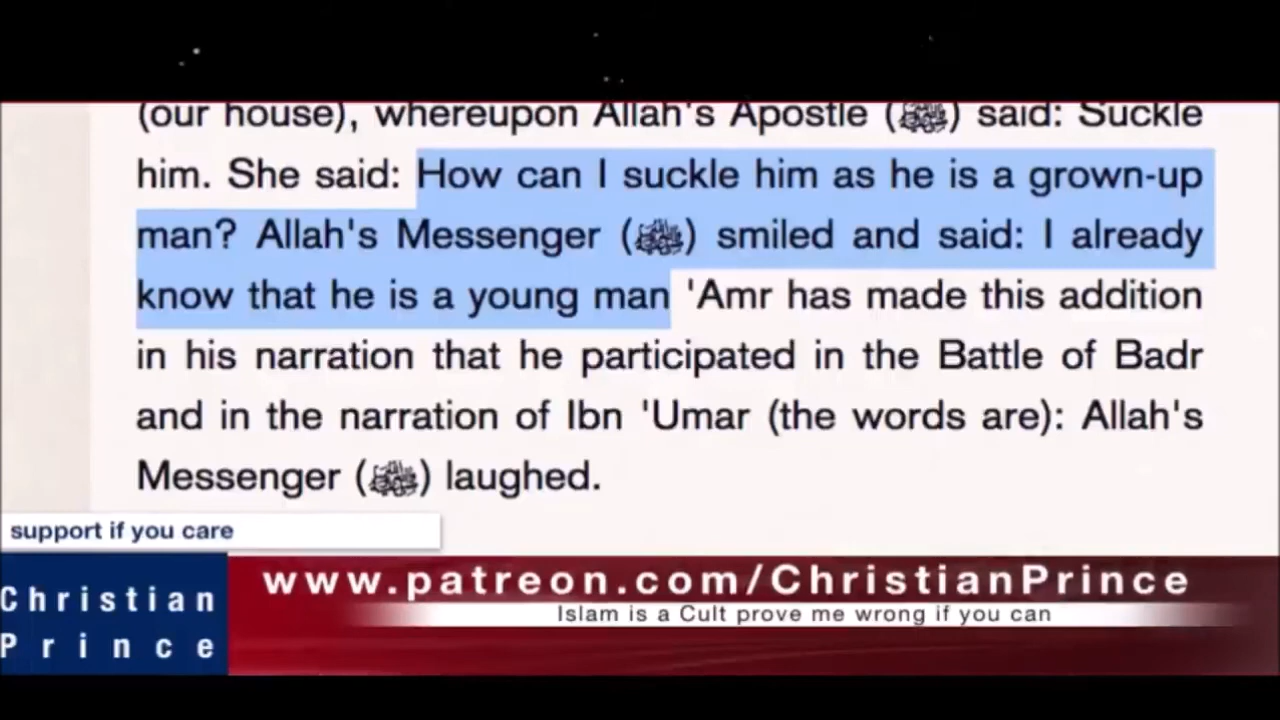 (our house), whereupon Allah's Apostle (ﷺ) said: Suckle
him. She said: How can I suckle him as he is a grown-up
man? Allah's Messenger (ﷺ) smiled and said: I already
know that he is a young man 'Amr has made this addition
in his narration that he participated in the Battle of Badr
and in the narration of Ibn 'Umar (the words are): Allah's
Messenger (ﷺ) laughed.
support if you care
Christian
Prince
www.patreon.com/ChristianPrince
Islam is a Cult prove me wrong if you can